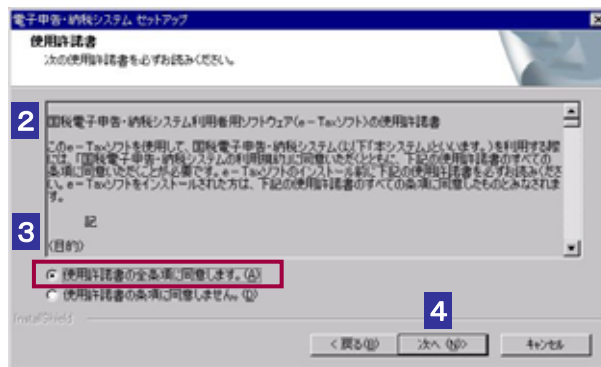 電子申告・納税システム セットアップ
使用許諾書
次の使用許諾書を必ずお読みください。
2
国税電子申告・納税システム利用者用ソフトウェア(e-Taxソフト)の使用許諾書
このe-Taxソフトを使用して、国税電子申告・納税システム(以下「本システム」といいます。)を利用する際
には、「国税電子申告・納税システムの利用規約」に同意いただくとともに、下記の使用許諾書のすべての
条項に同意いただくことが必要です。e-Taxソフトのインストール前に、下記の使用許諾書を必ずお読みくださ
い。e-Taxソフトをインストールされた方は、下記の使用許諾書のすべての条項に同意したものとみなされま
す。
記
3
(目的)
使用許諾書の全条項に同意します。(A)
使用許諾書の条項に同意しません。(D)
4
InstallShield
< 戻る(B)
次へ (N)>
キャンセル